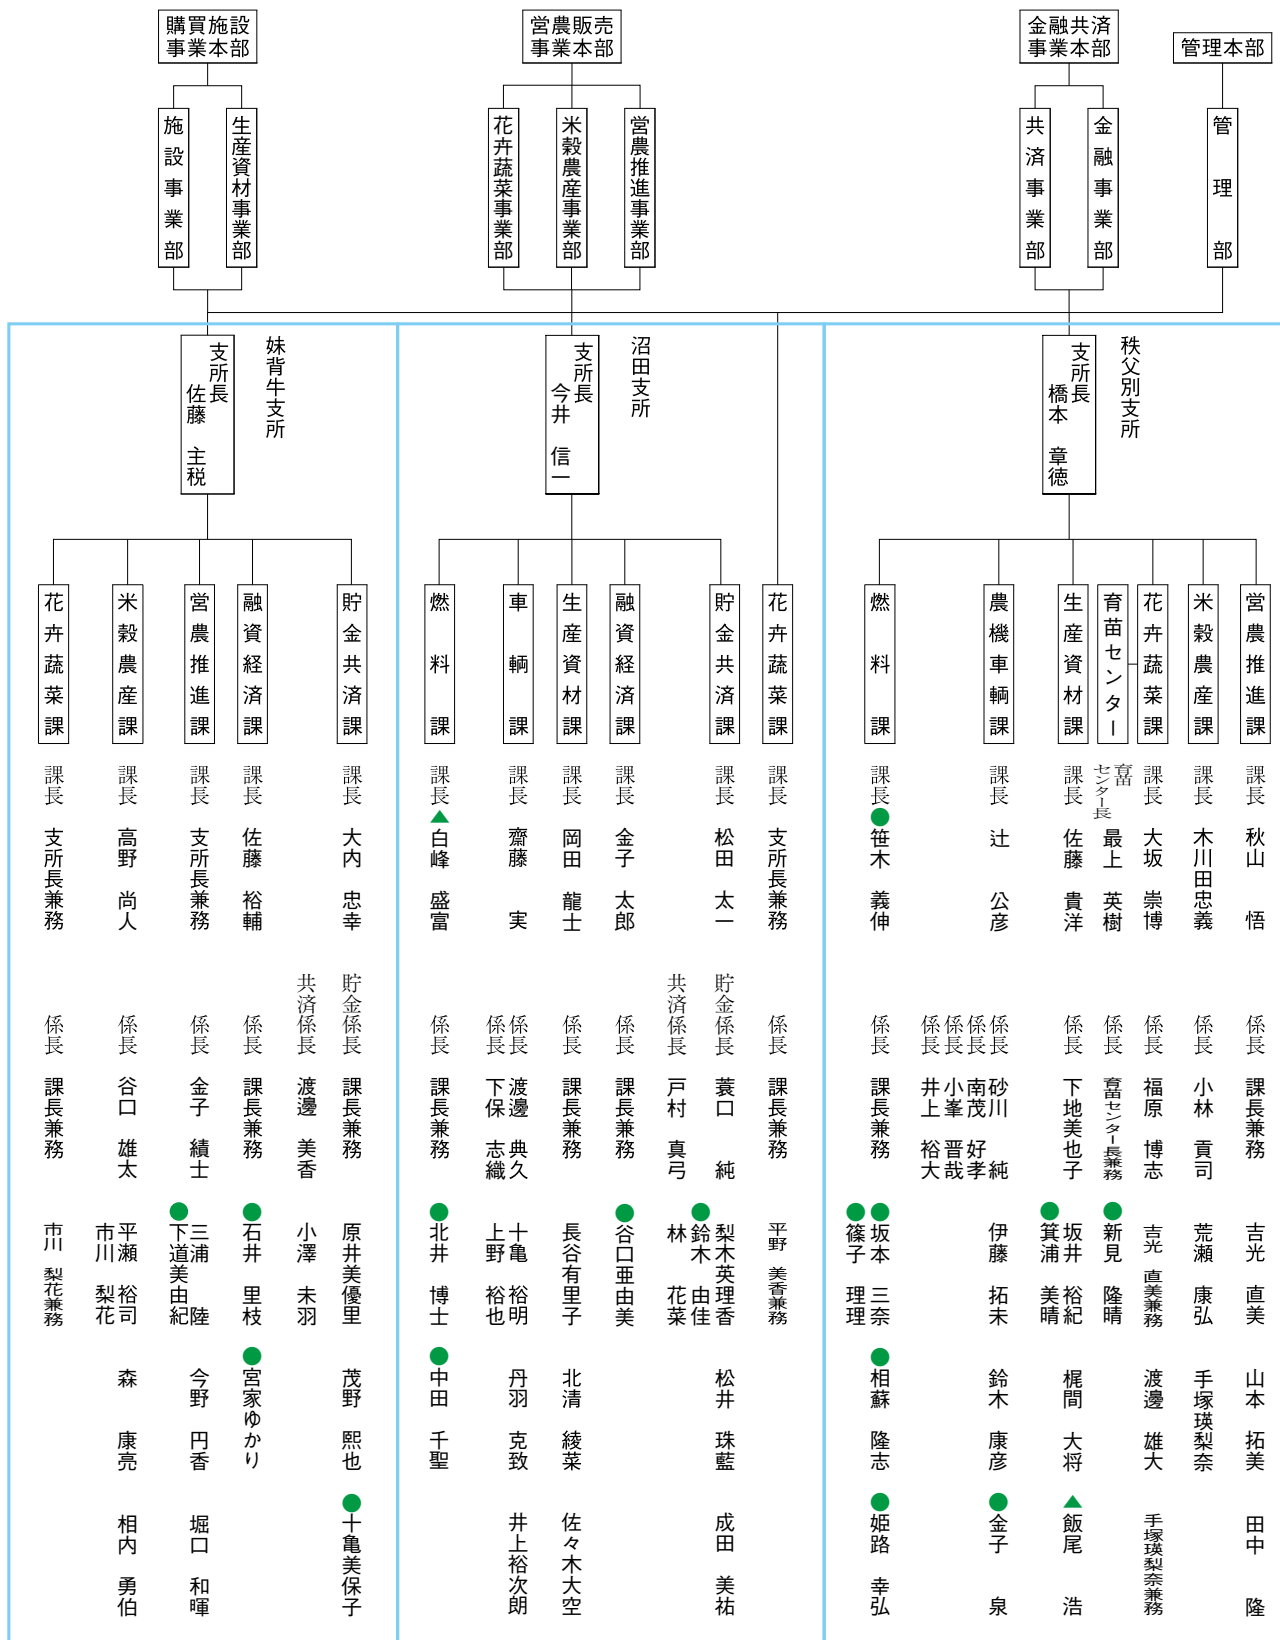 管理本部
管理部
金融共済
事業本部
金融事業部
共済事業部
営農販売
事業本部
営農推進事業部
米穀農産事業部
花卉蔬菜事業部
購買施設
事業本部
生産資材事業部
施設事業部
秩父別支所
支所長
橋本 章徳
営農推進課
課長 秋山 悟
係長 課長兼務
吉光 直美
山本 拓美
田中 隆
米穀農産課
課長 木川田忠義
係長 小林 貢司
荒瀬 康弘
手塚瑛梨奈
花卉蔬菜課
課長 大坂 崇博
係長 福原 博志
吉光 直美兼務
渡邊 雄大
手塚瑛梨奈兼務
育苗センター
育苗
センター長
最上 英樹
係長 育苗センター長兼務
●新見 隆晴
生産資材課
課長 佐藤 貴洋
係長 下地美也子
坂井 裕紀
●箕浦 美晴
梶間 大将
▲飯尾 浩
農機車輌課
課長 辻 公彦
係長 砂川 純
係長 南茂 好孝
係長 小峯 晋哉
係長 井上 裕大
伊藤 拓未
鈴木 康彦
●金子 泉
燃料課
課長 ●笹木 義伸
係長 課長兼務
●坂本 三奈
●篠子 理理
●相蘇 隆志
●姫路 幸弘
沼田支所
支所長
今井 信一
花卉蔬菜課
課長 支所長兼務
係長 課長兼務
平野 美香兼務
貯金共済課
課長 松田 太一
貯金係長 蓑口 純
共済係長 戸村 真弓
梨木英理香
●鈴木 由佳
林 花菜
松井 珠藍
成田 美祐
融資経済課
課長 金子 太郎
係長 課長兼務
●谷口亜由美
生産資材課
課長 岡田 龍士
係長 課長兼務
長谷有里子
北清 綾菜
佐々木大空
車輌課
課長 齋藤 実
係長 渡邊 典久
係長 下保 志織
十亀 裕明
上野 裕也
丹羽 克致
井上裕次朗
燃料課
課長 ▲白峰 盛富
係長 課長兼務
●北井 博士
●中田 千聖
妹背牛支所
支所長
佐藤 主税
貯金共済課
課長 大内 忠幸
貯金係長 課長兼務
共済係長 渡邊 美香
原井美優里
小澤 未羽
茂野 熙也
●十亀美保子
融資経済課
課長 佐藤 裕輔
係長 課長兼務
●石井 里枝
●宮家ゆかり
営農推進課
課長 支所長兼務
係長 金子 績士
三浦 陸
●下道美由紀
今野 円香
堀口 和暉
米穀農産課
課長 高野 尚人
係長 谷口 雄太
平瀬 裕司
市川 梨花
森 康亮
相内 勇伯
花卉蔬菜課
課長 支所長兼務
係長 課長兼務
市川 梨花兼務